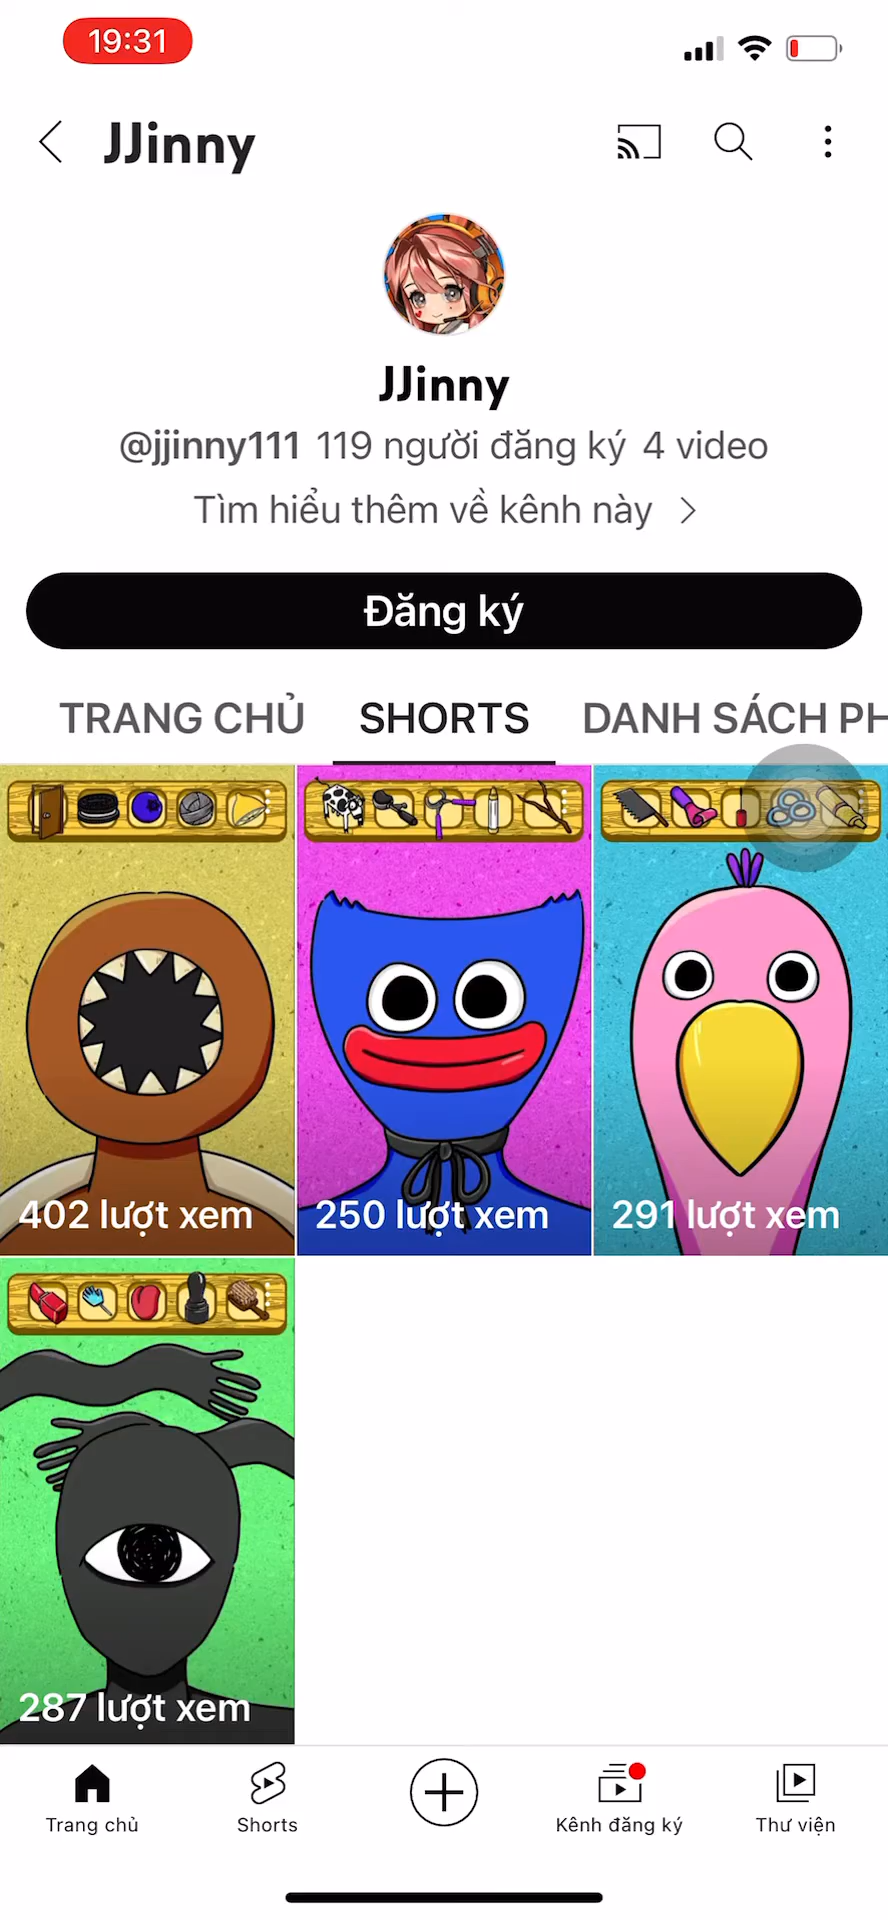 19:31
JJinny
JJinny
@jjinny111 119 người đăng ký 4 video
Tìm hiểu thêm về kênh này
Đăng ký
TRANG CHỦ SHORTS DANH SÁCH PH
402 lượt xem 250 lượt xem 291 lượt xem
287 lượt xem
Trang chủ Shorts Kênh đăng ký Thư viện